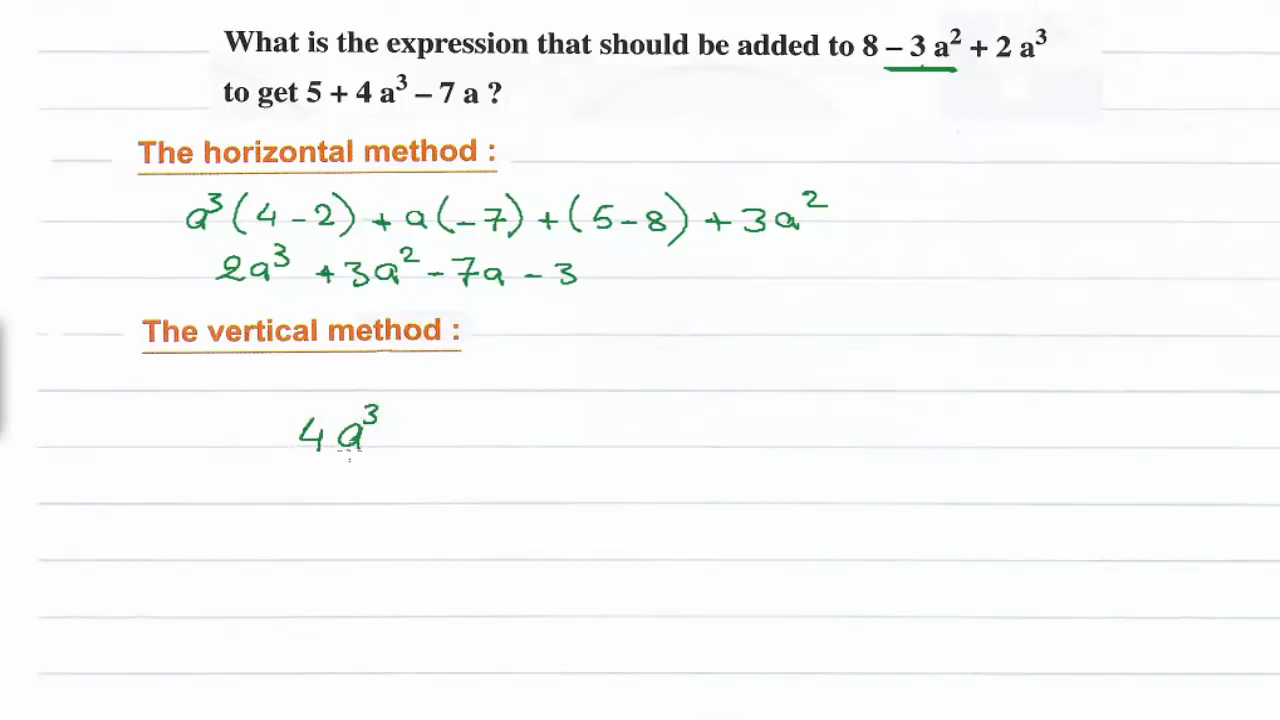 What is the expression that should be added to 8 – 3 a² + 2 a³
to get 5 + 4 a³ – 7 a ?
The horizontal method :
a³(4 - 2) + a(-7) + (5 - 8) + 3a²
2a³ + 3a² - 7a - 3
The vertical method :
4a³